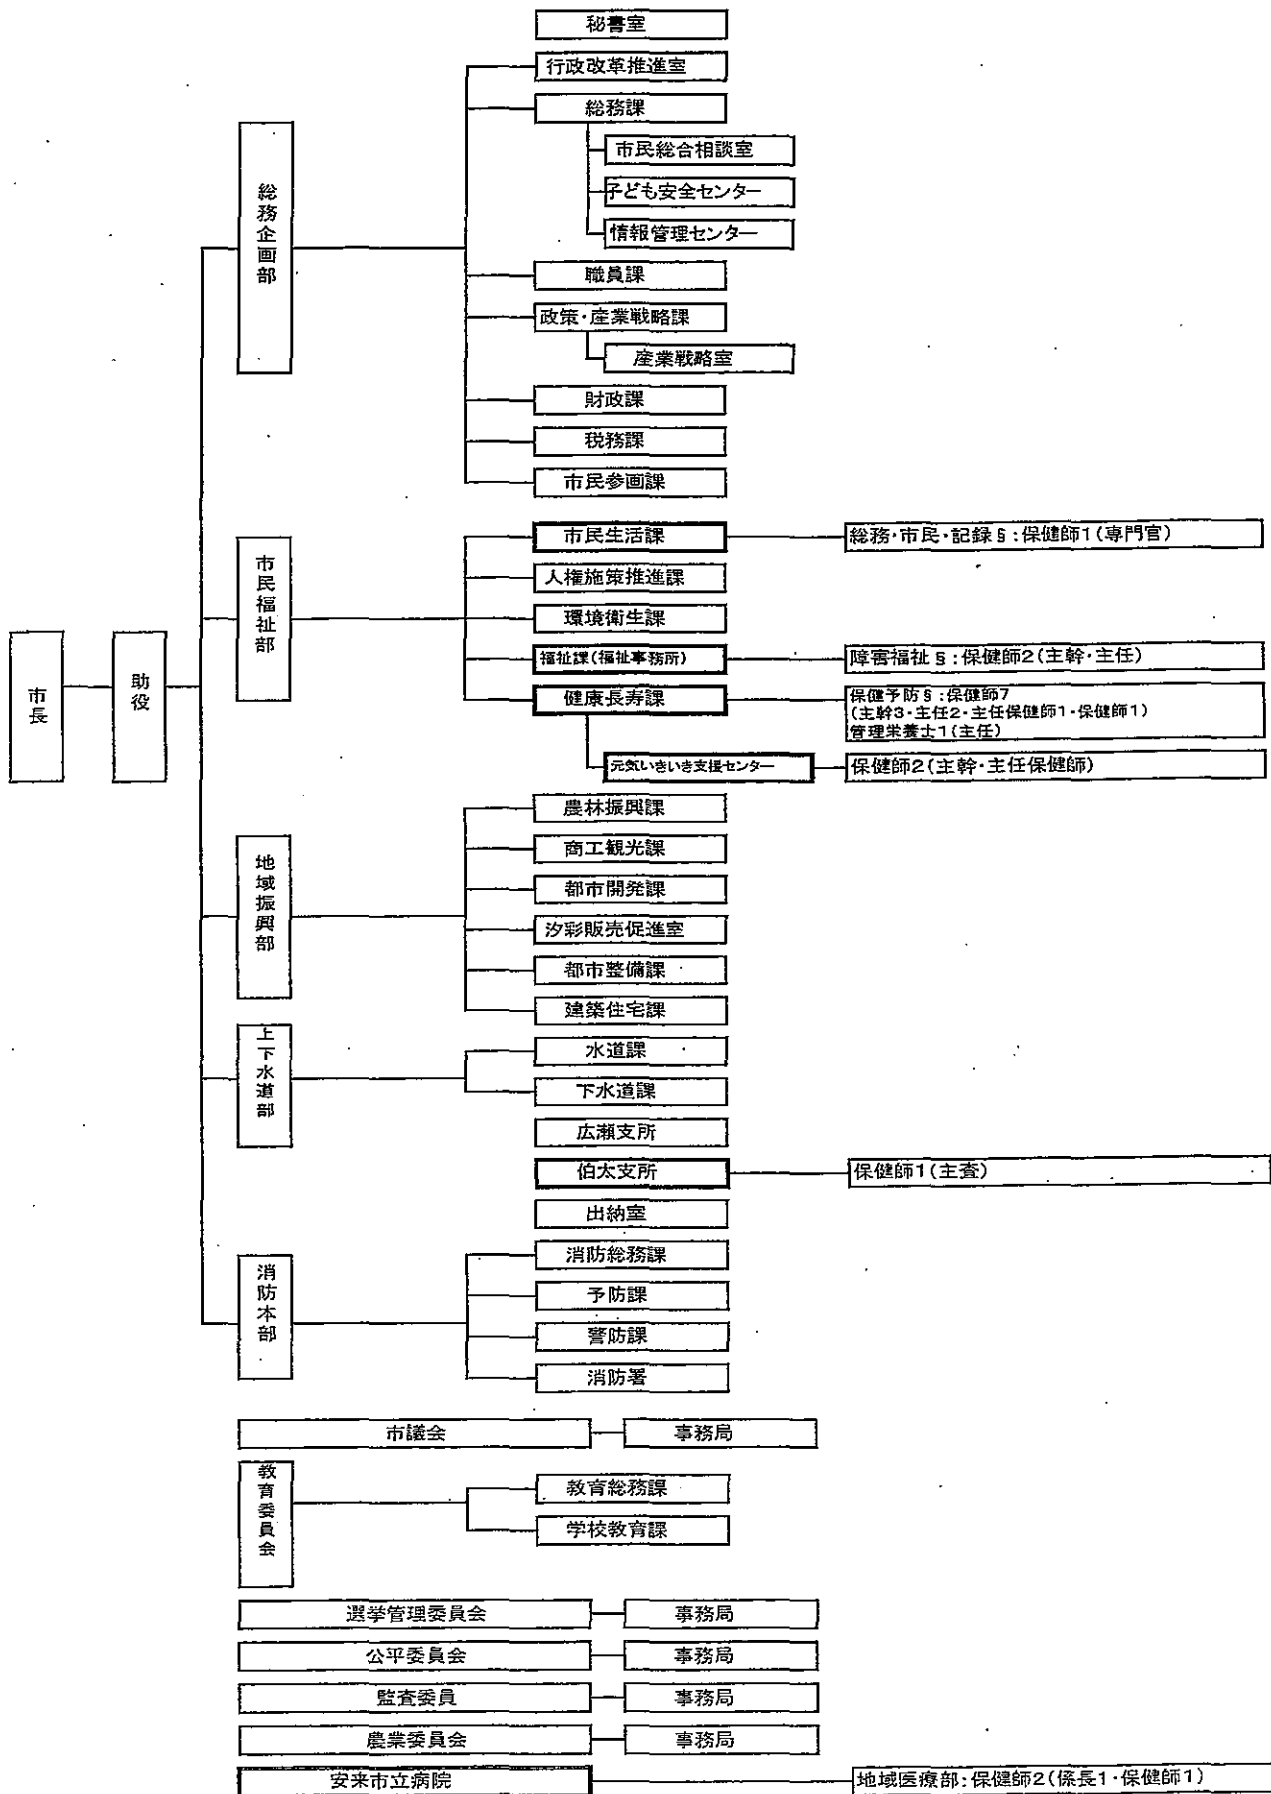 秘書室
行政改革推進室
総務課
市民総合相談室
子ども安全センター
情報管理センター
総務企画部
職員課
政策・産業戦略課
産業戦略室
財政課
税務課
市民参画課
市民生活課
総務・市民・記録§:保健師1(専門官)
市民福祉部
人権施策推進課
環境衛生課
市長
助役
福祉課(福祉事務所)
障害福祉§:保健師2(主幹・主任)
健康長寿課
保健予防§:保健師7
(主幹3・主任2・主任保健師1・保健師1)
管理栄養士1(主任)
元気いきいき支援センター
保健師2(主幹・主任保健師)
農林振興課
商工観光課
地域振興部
都市開発課
汐彩販売促進室
都市整備課
建築住宅課
上下水道部
水道課
下水道課
広瀬支所
伯太支所
保健師1(主査)
出納室
消防本部
消防総務課
予防課
警防課
消防署
市議会
事務局
教育委員会
教育総務課
学校教育課
選挙管理委員会
事務局
公平委員会
事務局
監査委員
事務局
農業委員会
事務局
安来市立病院
地域医療部:保健師2(係長1・保健師1)